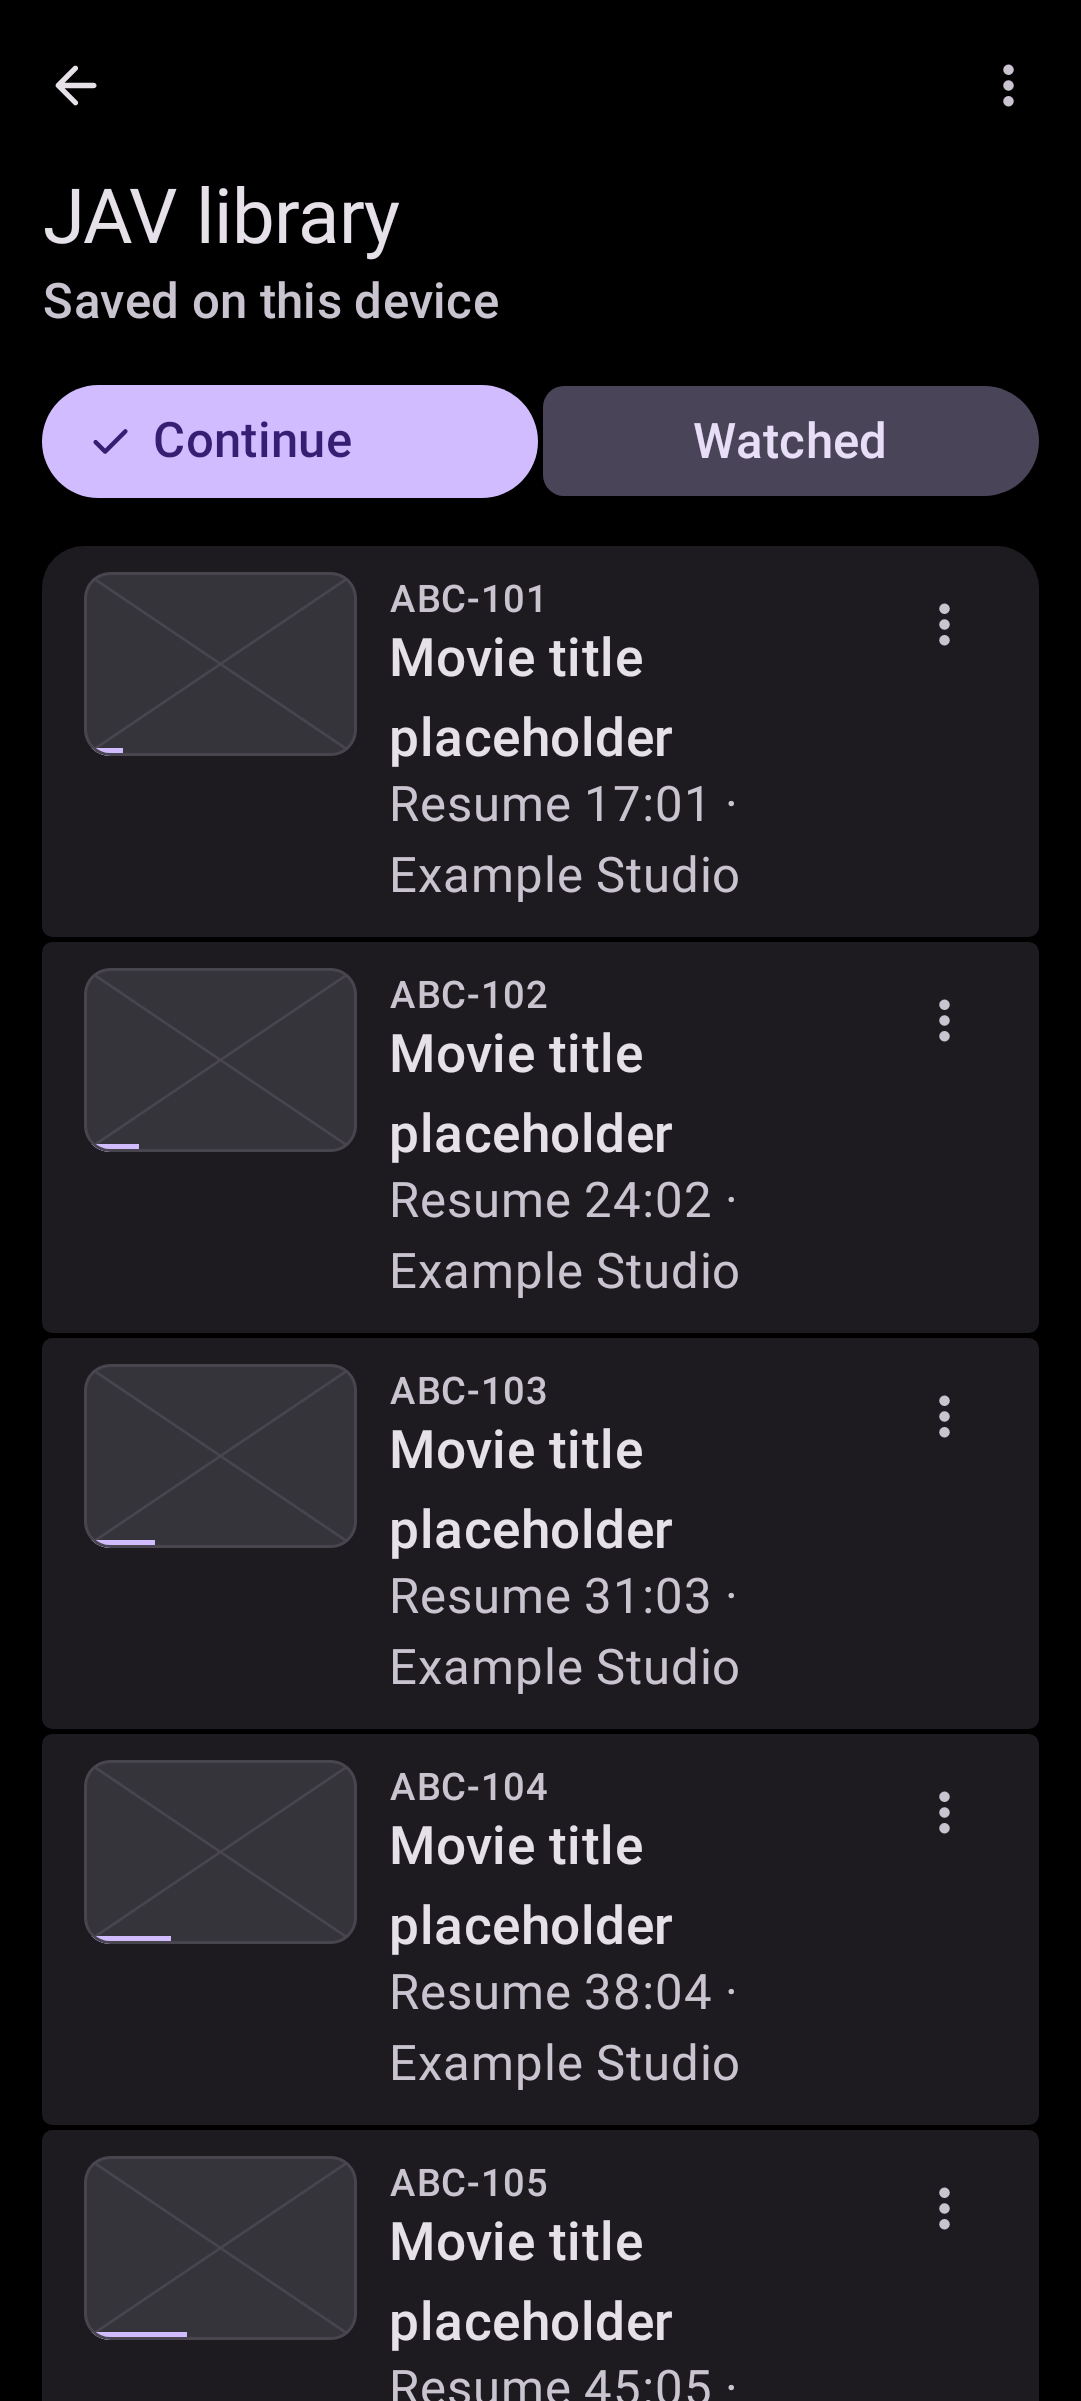 JAV library
Saved on this device
Continue
Watched
ABC-101
Movie title
placeholder
Resume 17:01 ·
Example Studio
ABC-102
Movie title
placeholder
Resume 24:02 ·
Example Studio
ABC-103
Movie title
placeholder
Resume 31:03 ·
Example Studio
ABC-104
Movie title
placeholder
Resume 38:04 ·
Example Studio
ABC-105
Movie title
placeholder
Resume 45:05 ·